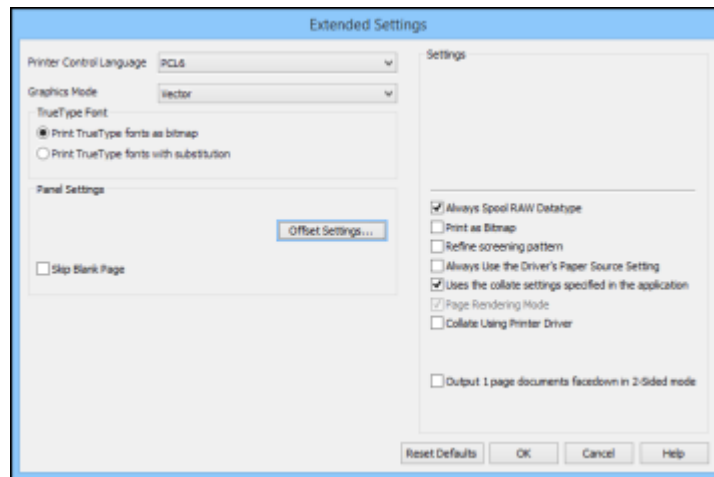 Extended Settings
Printer Control Language PCL6
Graphics Mode Vector
TrueType Font
Print TrueType fonts as bitmap
Print TrueType fonts with substitution
Panel Settings
Offset Settings...
Skip Blank Page
Settings
Always Spool RAW Datatype
Print as Bitmap
Refine screening pattern
Always Use the Driver's Paper Source Setting
Uses the collate settings specified in the application
Page Rendering Mode
Collate Using Printer Driver
Output 1 page documents facedown in 2-Sided mode
Reset Defaults OK Cancel Help